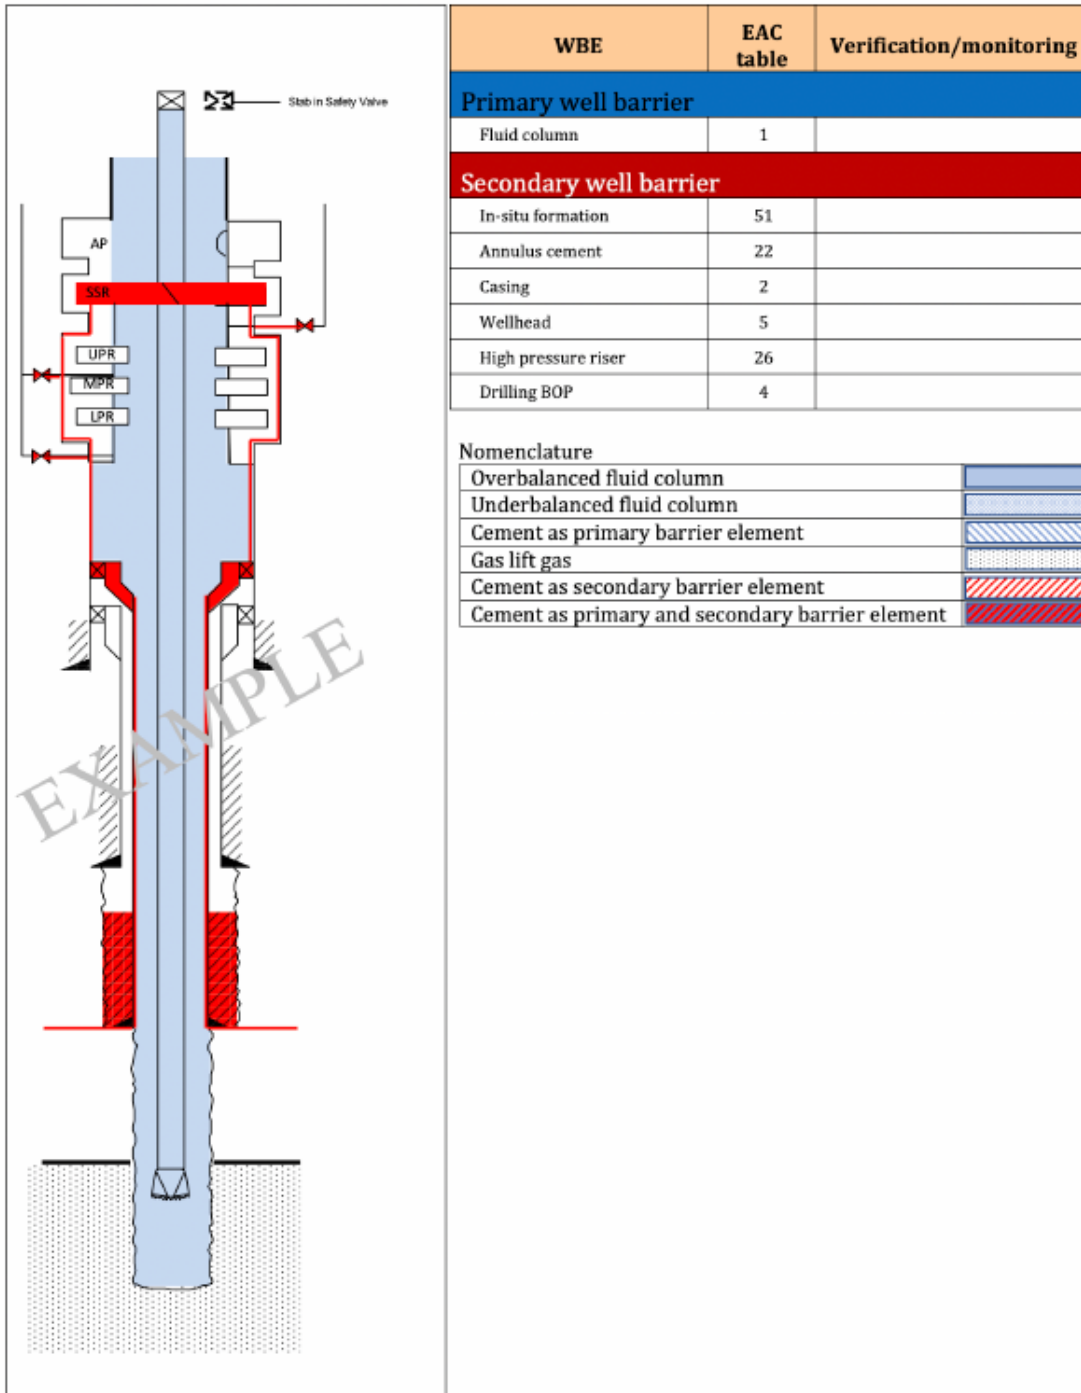 Stab in Safety Valve
AP
SSR
UPR
MPR
LPR
EXAMPLE
WBE EAC table Verification/monitoring
Primary well barrier
Fluid column 1
Secondary well barrier
In-situ formation 51
Annulus cement 22
Casing 2
Wellhead 5
High pressure riser 26
Drilling BOP 4
Nomenclature
Overbalanced fluid column
Underbalanced fluid column
Cement as primary barrier element
Gas lift gas
Cement as secondary barrier element
Cement as primary and secondary barrier element